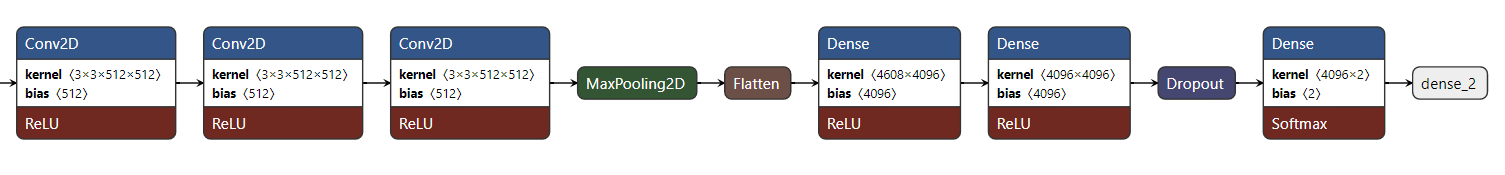 Conv2D
kernel 〈3×3×512×512〉
bias 〈512〉
ReLU
Conv2D
kernel 〈3×3×512×512〉
bias 〈512〉
ReLU
Conv2D
kernel 〈3×3×512×512〉
bias 〈512〉
ReLU
MaxPooling2D
Flatten
Dense
kernel 〈4608×4096〉
bias 〈4096〉
ReLU
Dense
kernel 〈4096×4096〉
bias 〈4096〉
ReLU
Dropout
Dense
kernel 〈4096×2〉
bias 〈2〉
Softmax
dense_2